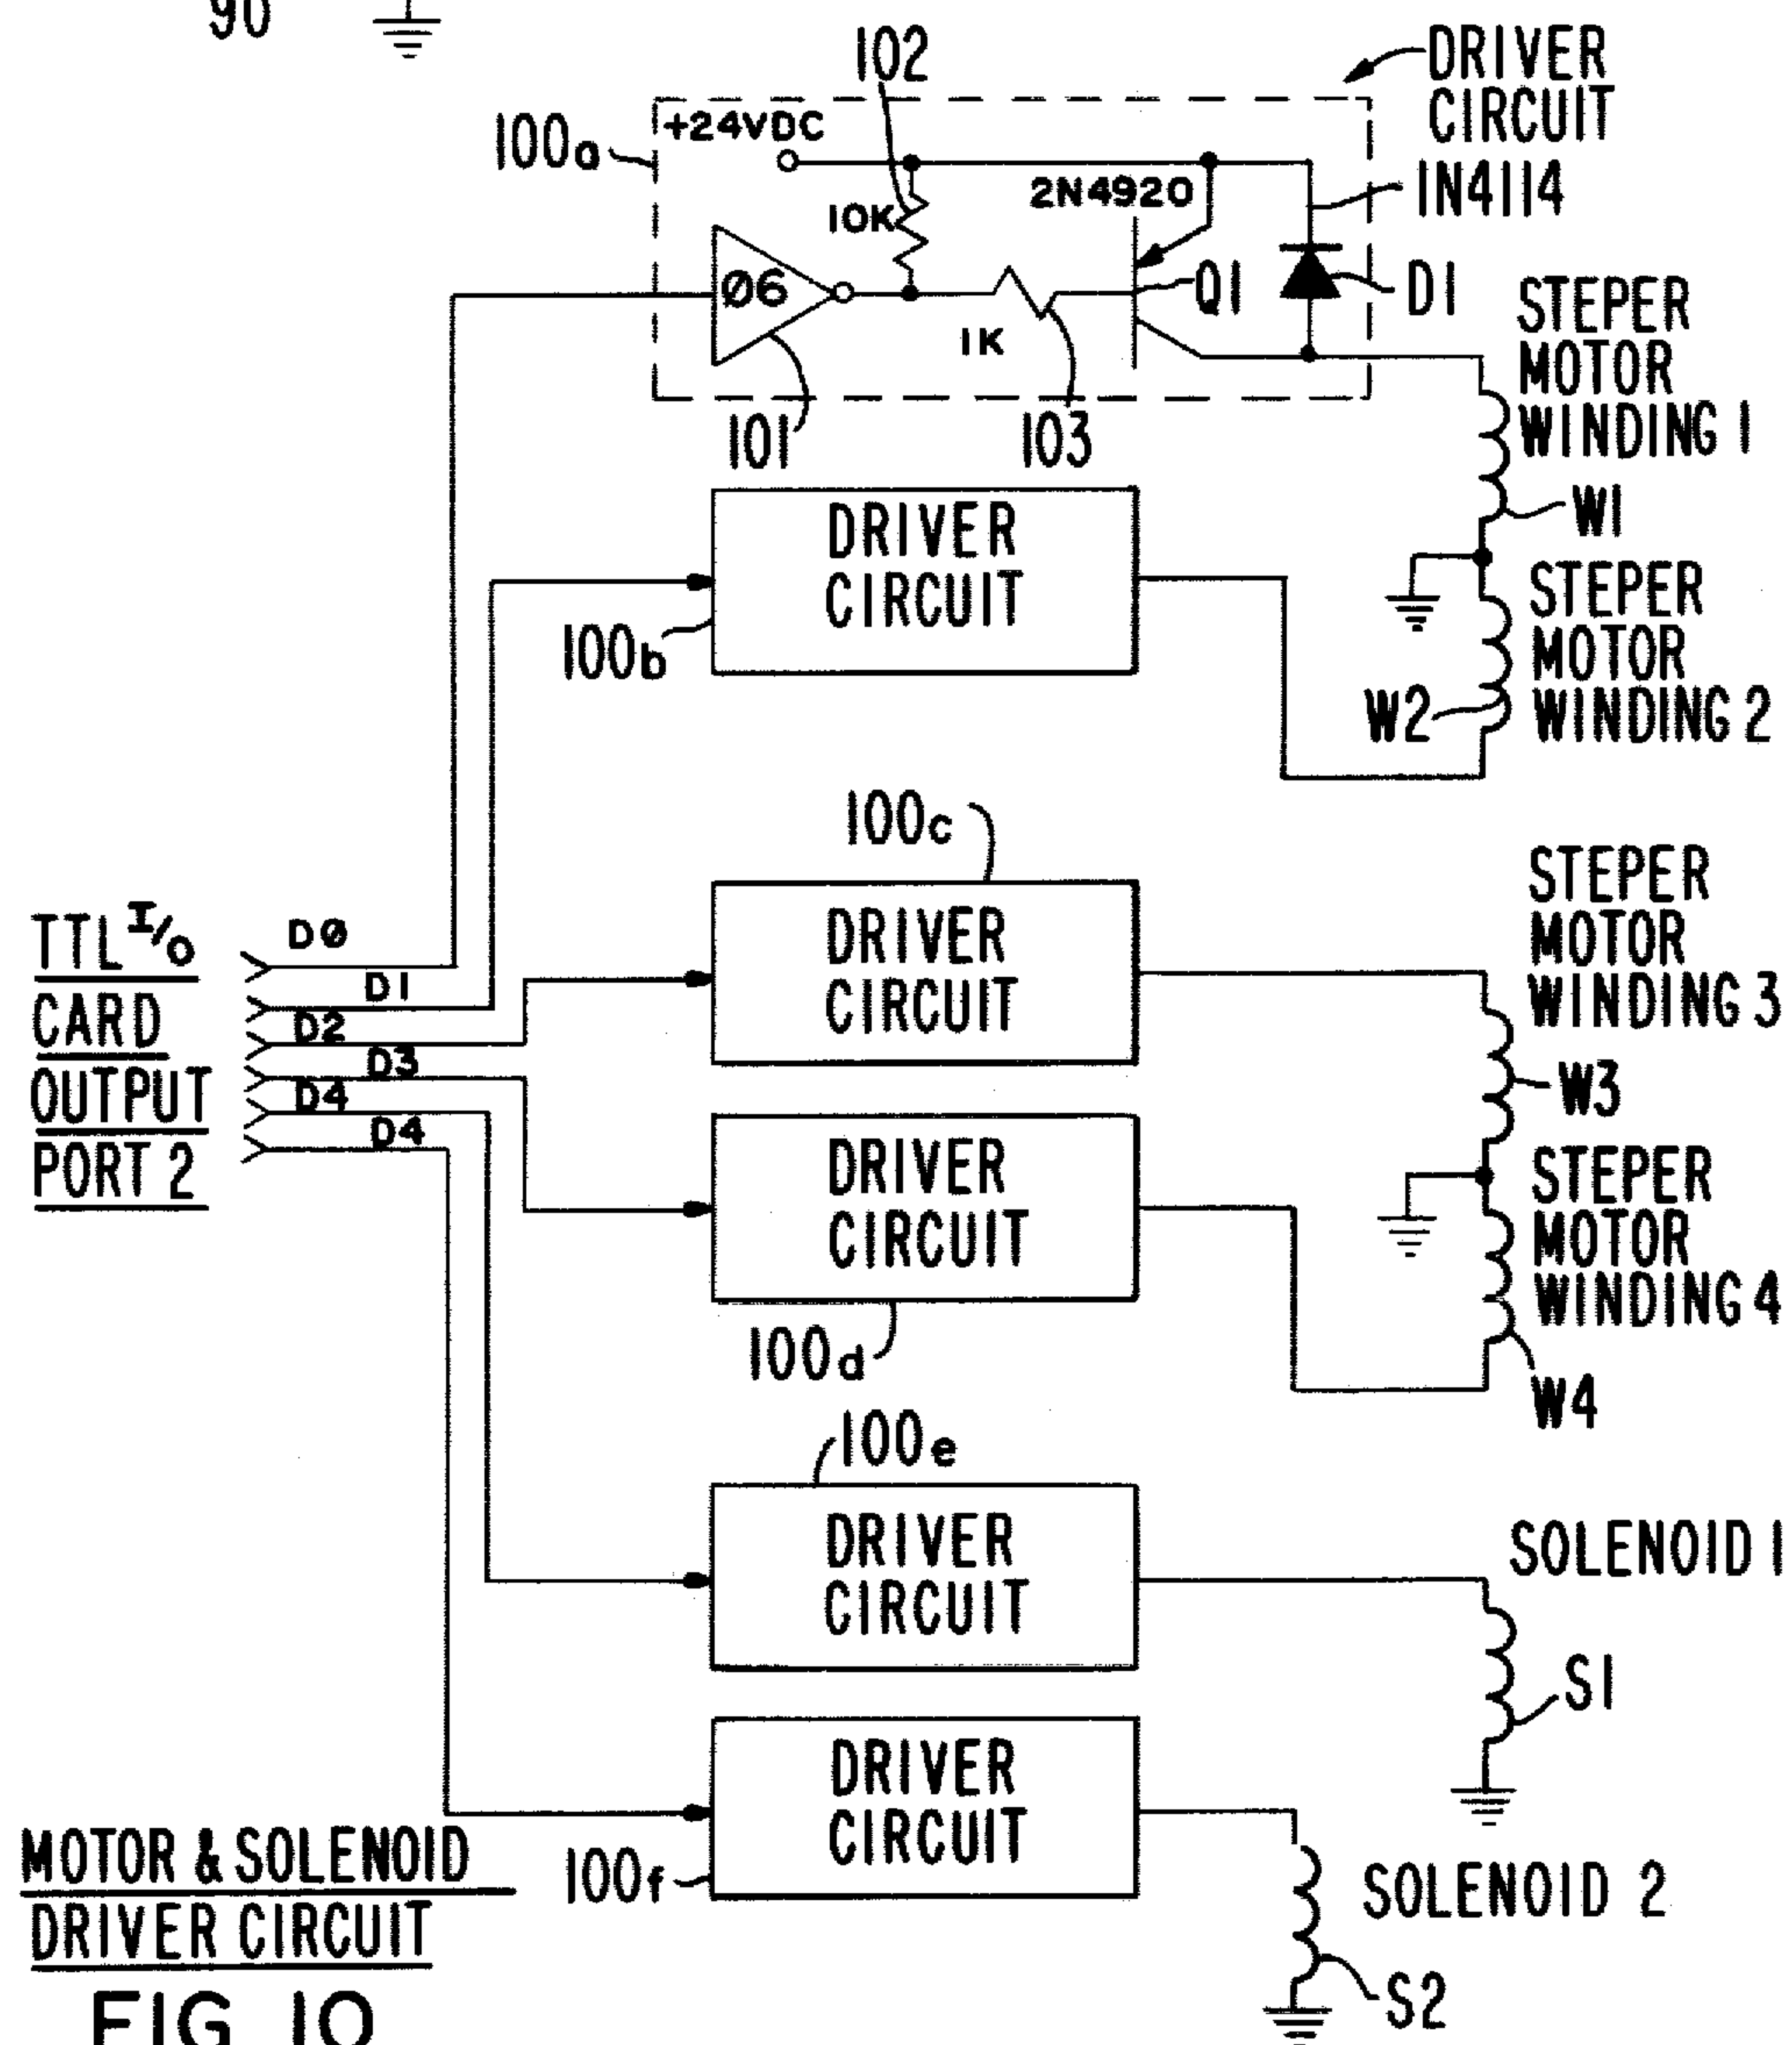 90
102
DRIVER
CIRCUIT
100a
+24VDC
2N4920
1N4114
10K
Ø6
Q1
D1
1K
101
103
STEPER
MOTOR
WINDING 1
W1
DRIVER
CIRCUIT
100b
STEPER
MOTOR
WINDING 2
W2
100c
DRIVER
CIRCUIT
STEPER
MOTOR
WINDING 3
W3
TTL I/O
CARD
OUTPUT
PORT 2
DØ
D1
D2
D3
D4
D4
DRIVER
CIRCUIT
100d
STEPER
MOTOR
WINDING 4
W4
100e
DRIVER
CIRCUIT
SOLENOID 1
S1
DRIVER
CIRCUIT
100f
SOLENOID 2
S2
MOTOR & SOLENOID
DRIVER CIRCUIT
FIG 10